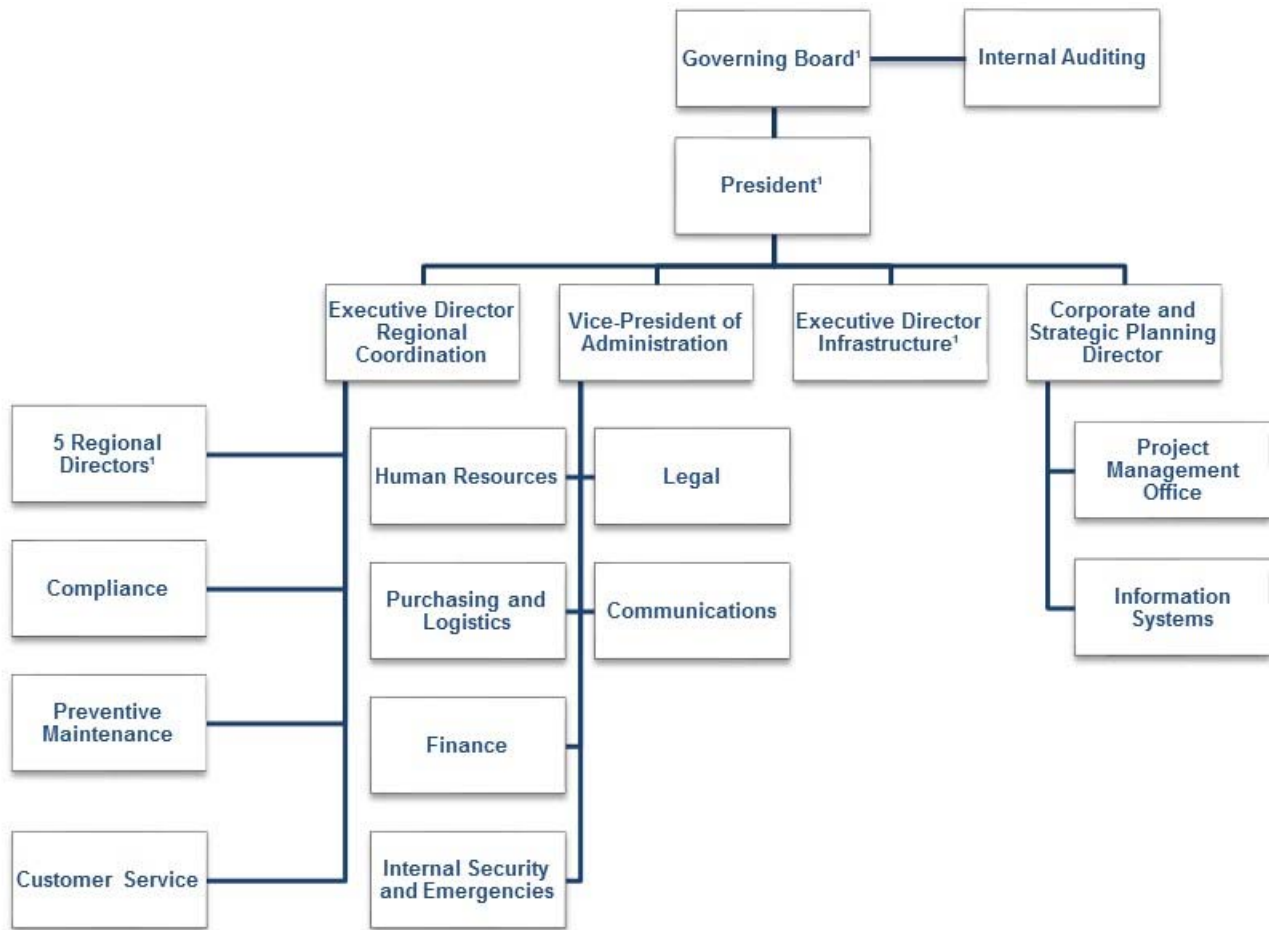 Governing Board¹
Internal Auditing
President¹
Executive Director
Regional
Coordination
Vice-President of
Administration
Executive Director
Infrastructure¹
Corporate and
Strategic Planning
Director
5 Regional
Directors¹
Compliance
Preventive
Maintenance
Customer Service
Human Resources
Legal
Purchasing and
Logistics
Communications
Finance
Internal Security
and Emergencies
Project
Management
Office
Information
Systems